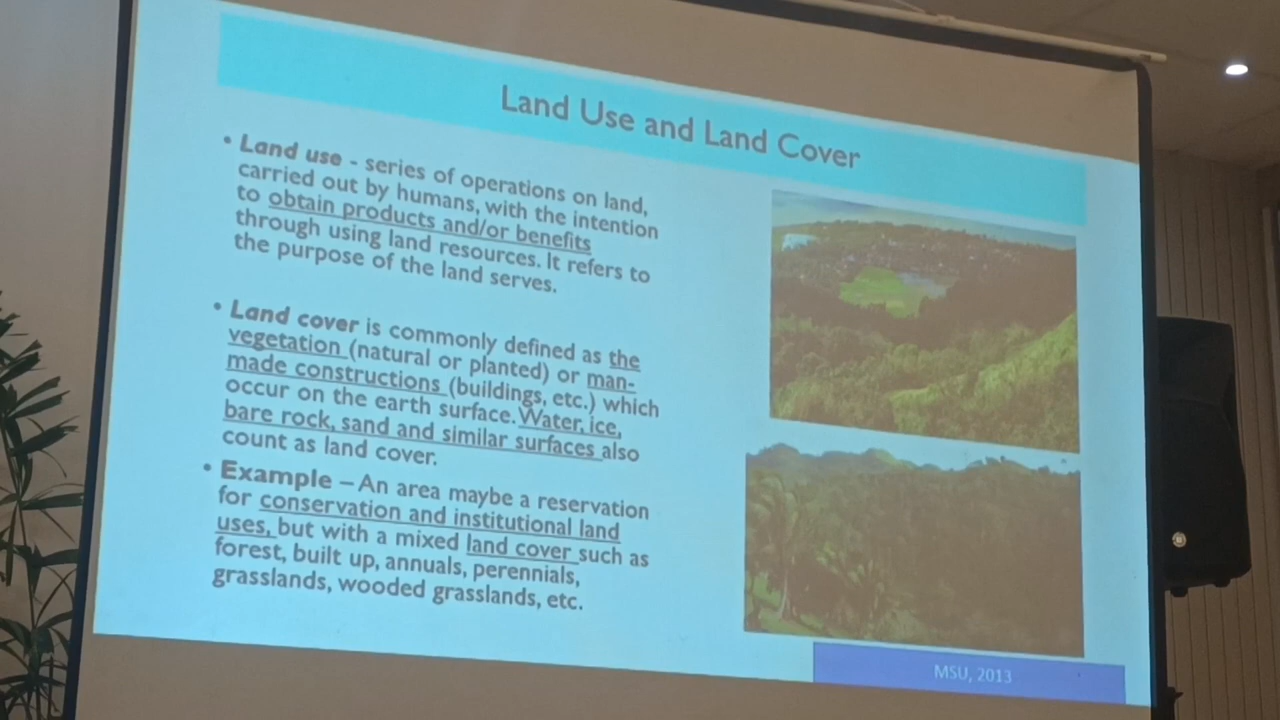 Land Use and Land Cover
• Land use - series of operations on land,
carried out by humans, with the intention
to obtain products and/or benefits
through using land resources. It refers to
the purpose of the land serves.
• Land cover is commonly defined as the
vegetation (natural or planted) or man-
made constructions (buildings, etc.) which
occur on the earth surface. Water, ice,
bare rock, sand and similar surfaces also
count as land cover.
• Example – An area maybe a reservation
for conservation and institutional land
uses, but with a mixed land cover such as
forest, built up, annuals, perennials,
grasslands, wooded grasslands, etc.
MSU, 2013